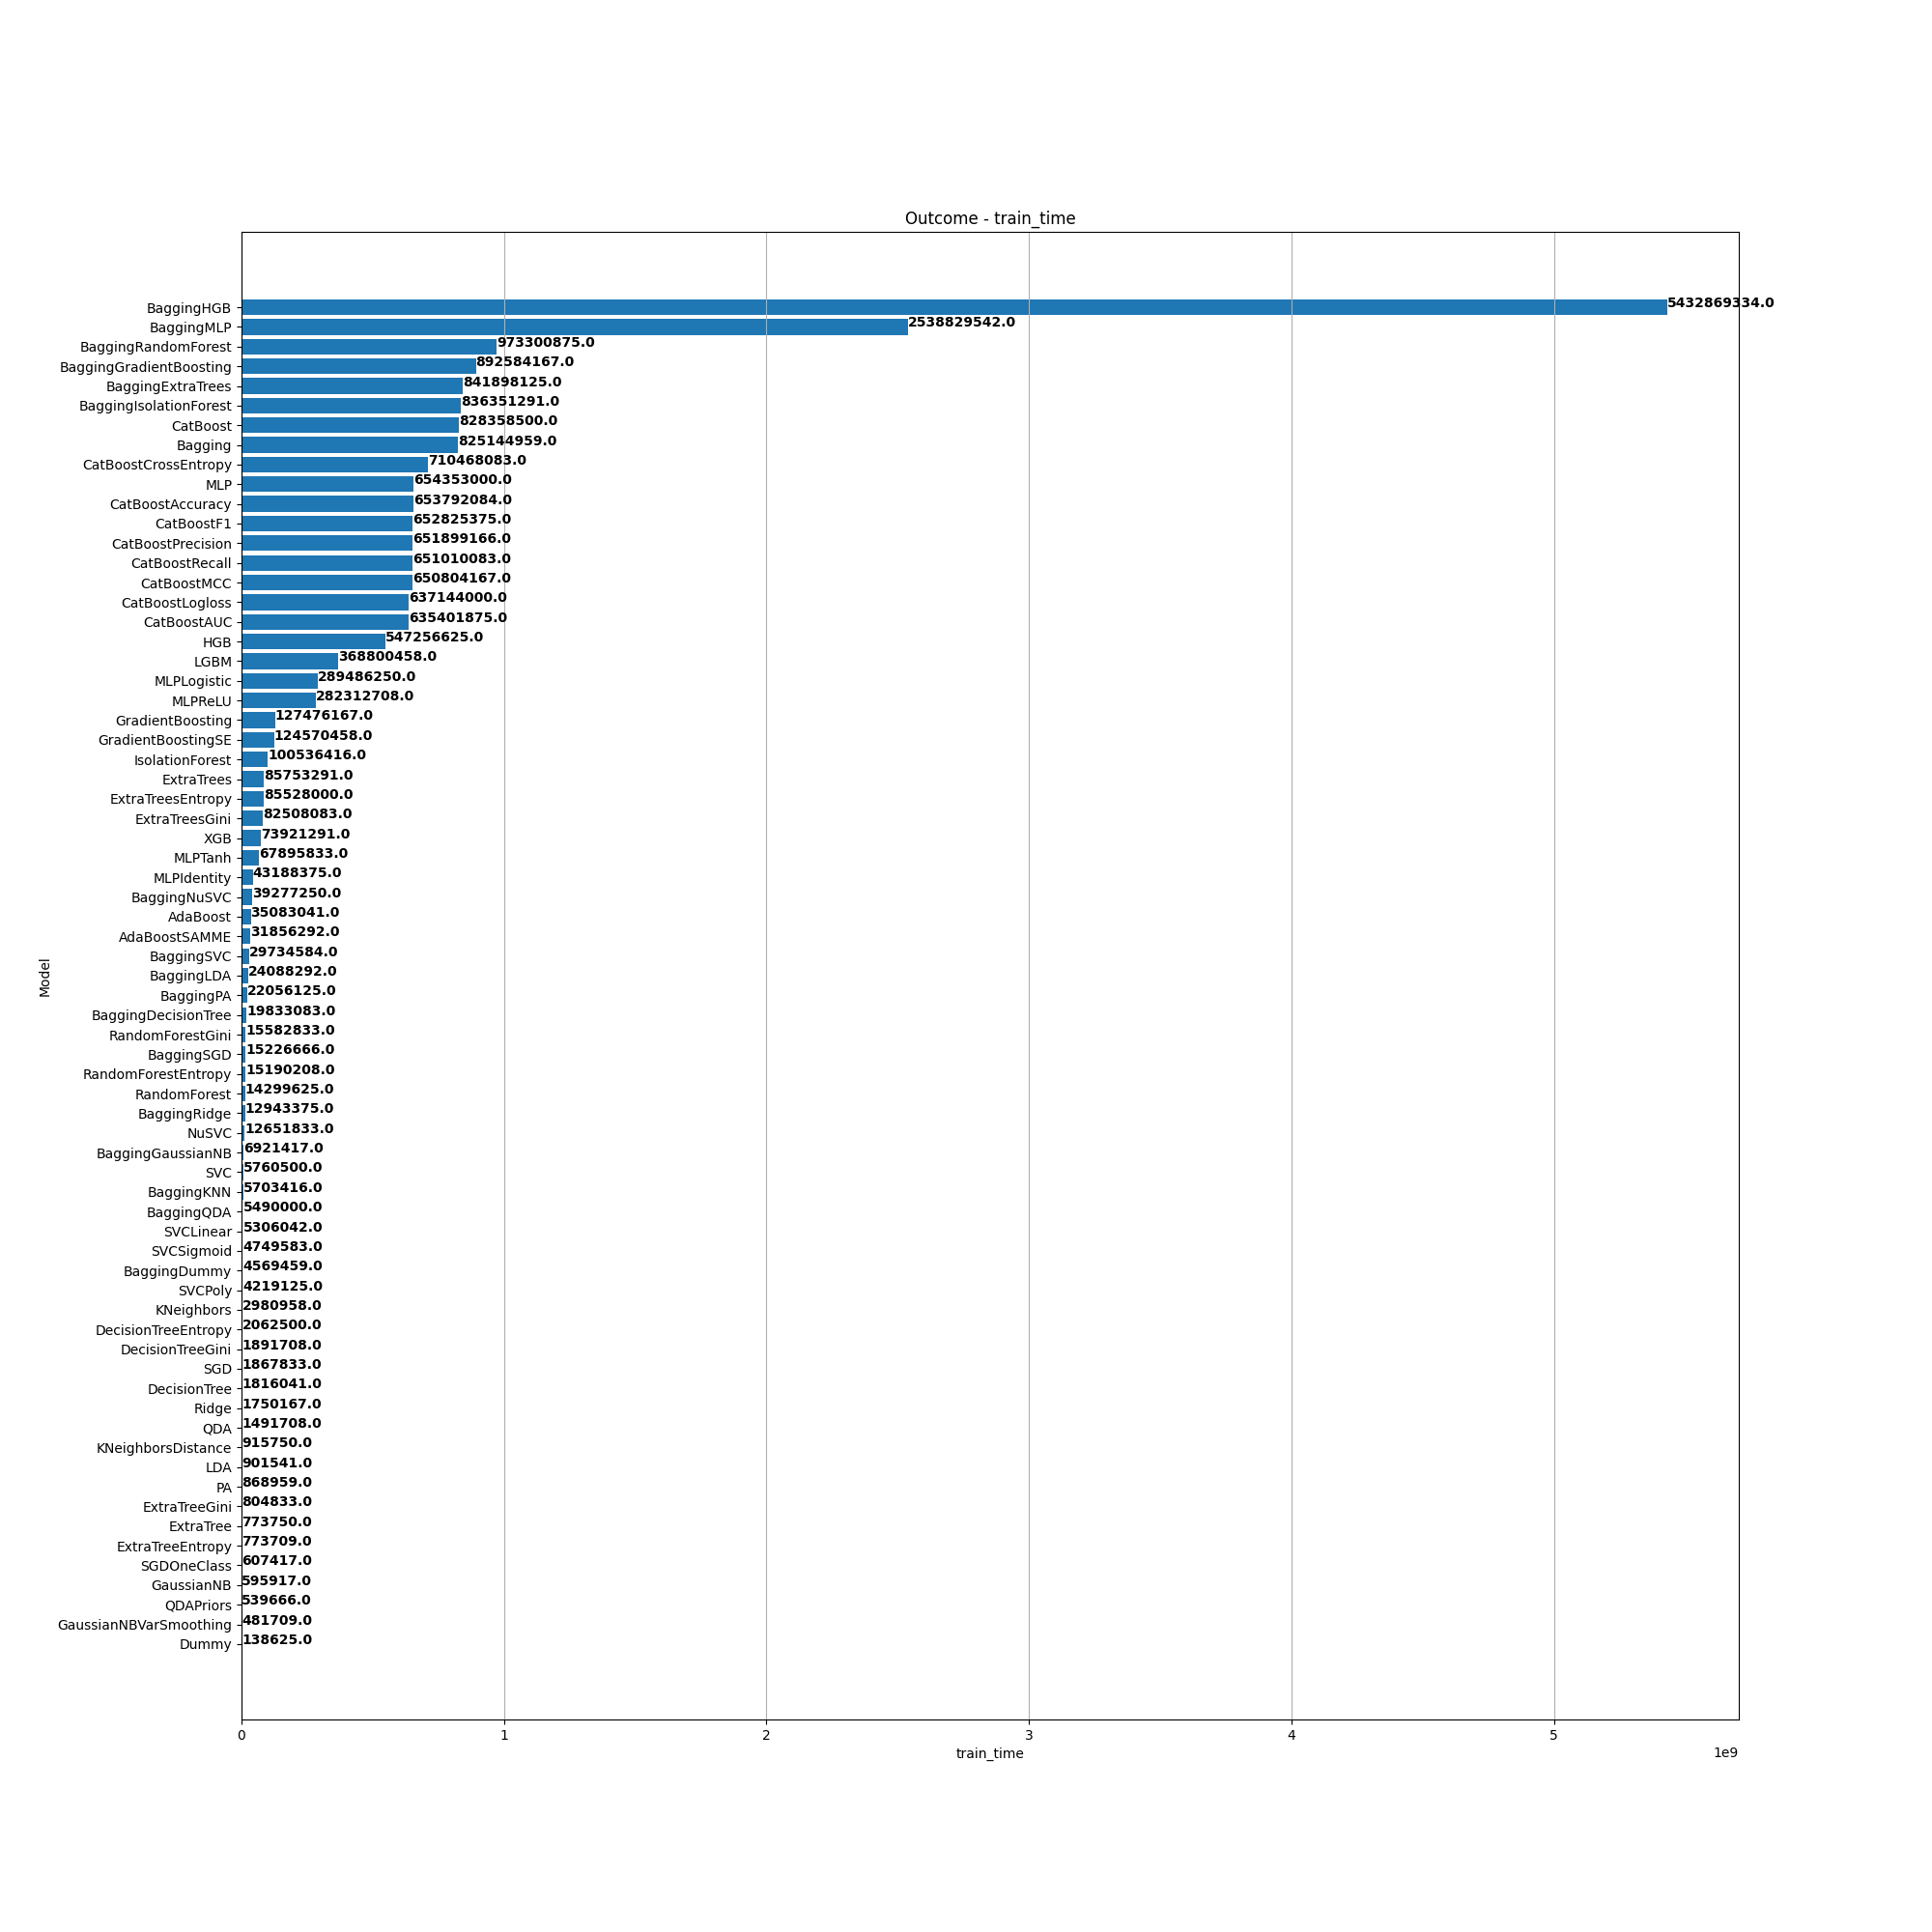 Outcome - train_time
BaggingHGB 5432869334.0
BaggingMLP 2538829542.0
BaggingRandomForest 973300875.0
BaggingGradientBoosting 892584167.0
BaggingExtraTrees 841898125.0
BaggingIsolationForest 836351291.0
CatBoost 828358500.0
Bagging 825144959.0
CatBoostCrossEntropy 710468083.0
MLP 654353000.0
CatBoostAccuracy 653792084.0
CatBoostF1 652825375.0
CatBoostPrecision 651899166.0
CatBoostRecall 651010083.0
CatBoostMCC 650804167.0
CatBoostLogloss 637144000.0
CatBoostAUC 635401875.0
HGB 547256625.0
LGBM 368800458.0
MLPLogistic 289486250.0
MLPReLU 282312708.0
GradientBoosting 127476167.0
GradientBoostingSE 124570458.0
IsolationForest 100536416.0
ExtraTrees 85753291.0
ExtraTreesEntropy 85528000.0
ExtraTreesGini 82508083.0
XGB 73921291.0
MLPTanh 67895833.0
MLPIdentity 43188375.0
BaggingNuSVC 39277250.0
AdaBoost 35083041.0
AdaBoostSAMME 31856292.0
BaggingSVC 29734584.0
BaggingLDA 24088292.0
BaggingPA 22056125.0
BaggingDecisionTree 19833083.0
RandomForestGini 15582833.0
BaggingSGD 15226666.0
RandomForestEntropy 15190208.0
RandomForest 14299625.0
BaggingRidge 12943375.0
NuSVC 12651833.0
BaggingGaussianNB 6921417.0
SVC 5760500.0
BaggingKNN 5703416.0
BaggingQDA 5490000.0
SVCLinear 5306042.0
SVCSigmoid 4749583.0
BaggingDummy 4569459.0
SVCPoly 4219125.0
KNeighbors 2980958.0
DecisionTreeEntropy 2062500.0
DecisionTreeGini 1891708.0
SGD 1867833.0
DecisionTree 1816041.0
Ridge 1750167.0
QDA 1491708.0
KNeighborsDistance 915750.0
LDA 901541.0
PA 868959.0
ExtraTreeGini 804833.0
ExtraTree 773750.0
ExtraTreeEntropy 773709.0
SGDOneClass 607417.0
GaussianNB 595917.0
QDAPriors 539666.0
GaussianNBVarSmoothing 481709.0
Dummy 138625.0
Model
0 1 2 3 4 5
train_time
1e9